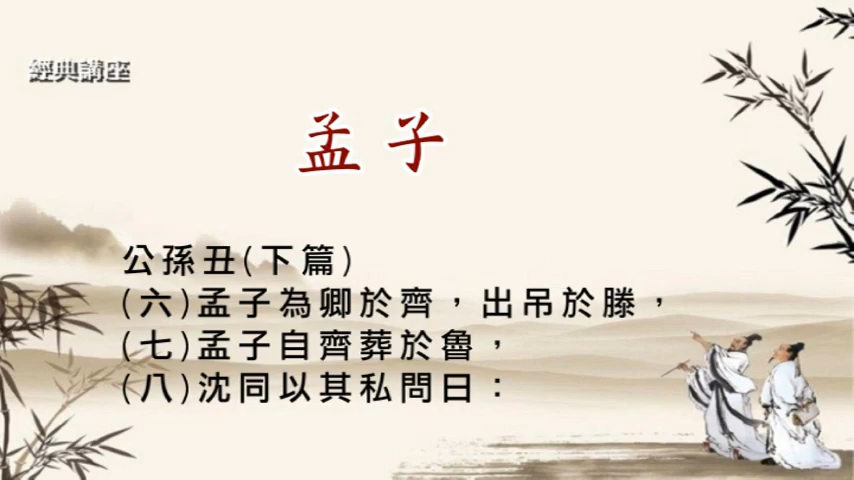 經典講座
孟子
公孫丑(下篇)
(六)孟子為卿於齊，出吊於滕，
(七)孟子自齊葬於魯，
(八)沈同以其私問日：